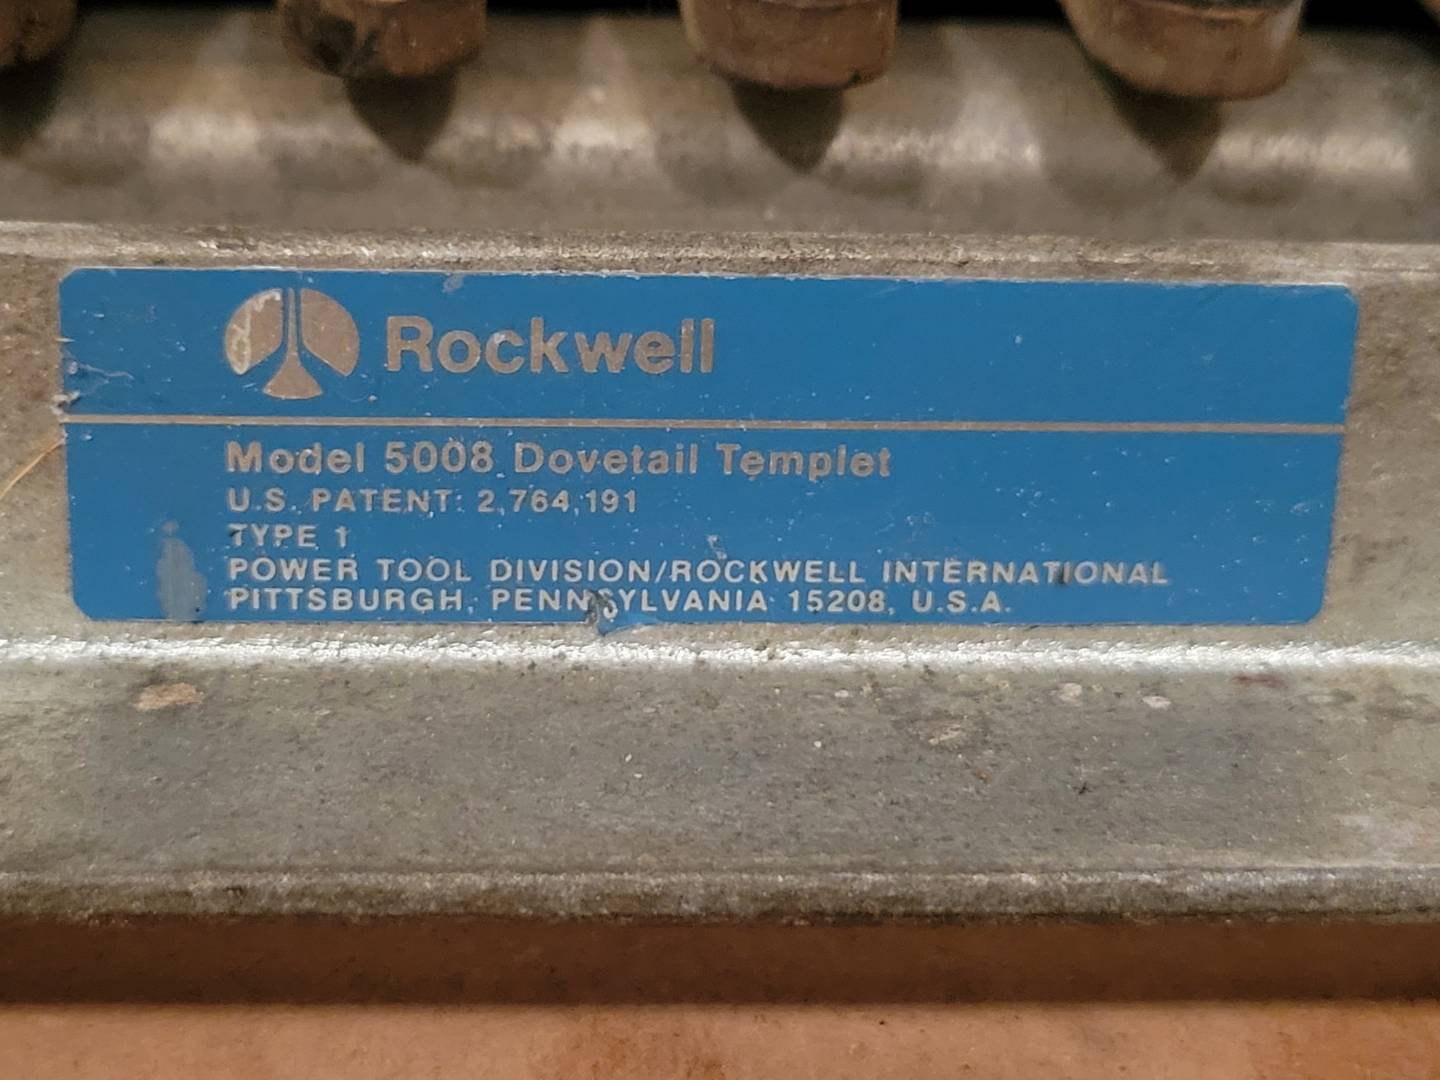 Rockwell
Model 5008 Dovetail Templet
U.S. PATENT: 2,764,191
TYPE 1
POWER TOOL DIVISION/ROCKWELL INTERNATIONAL
PITTSBURGH, PENNSYLVANIA 15208, U.S.A.